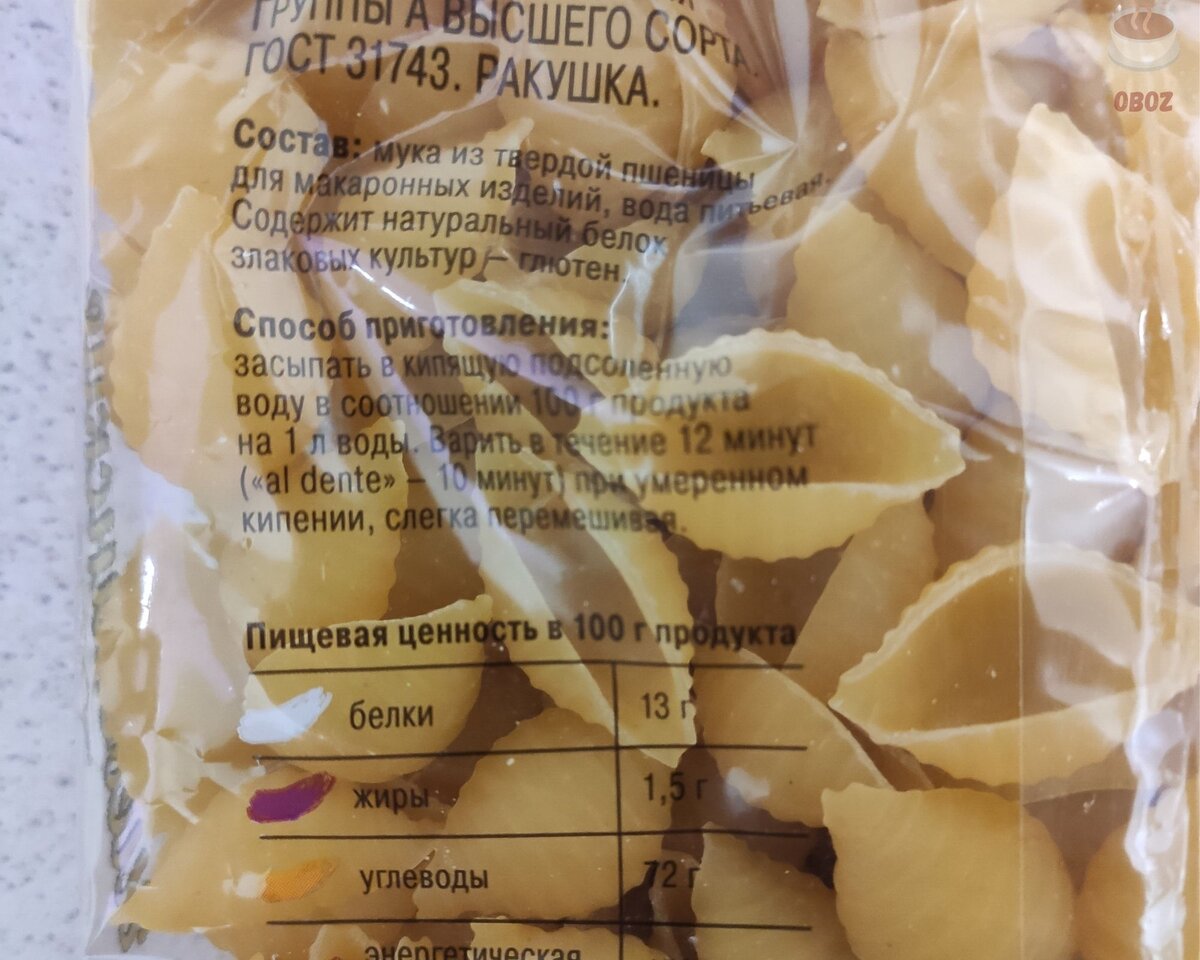 ГРУППЫ А ВЫСШЕГО СОРТА.
ГОСТ 31743. РАКУШКА.
Состав: мука из твердой пшеницы
для макаронных изделий, вода питьевая.
Содержит натуральный белок
злаковых культур – глютен.
Способ приготовления:
засыпать в кипящую подсоленную
воду в соотношении 100 г продукта
на 1 л воды. Варить в течение 12 минут
(«al dente» – 10 минут) при умеренном
кипении, слегка перемешивая.
Пищевая ценность в 100 г продукта
белки 13 г
жиры 1,5 г
углеводы 72 г
энергетическая
OBOZ